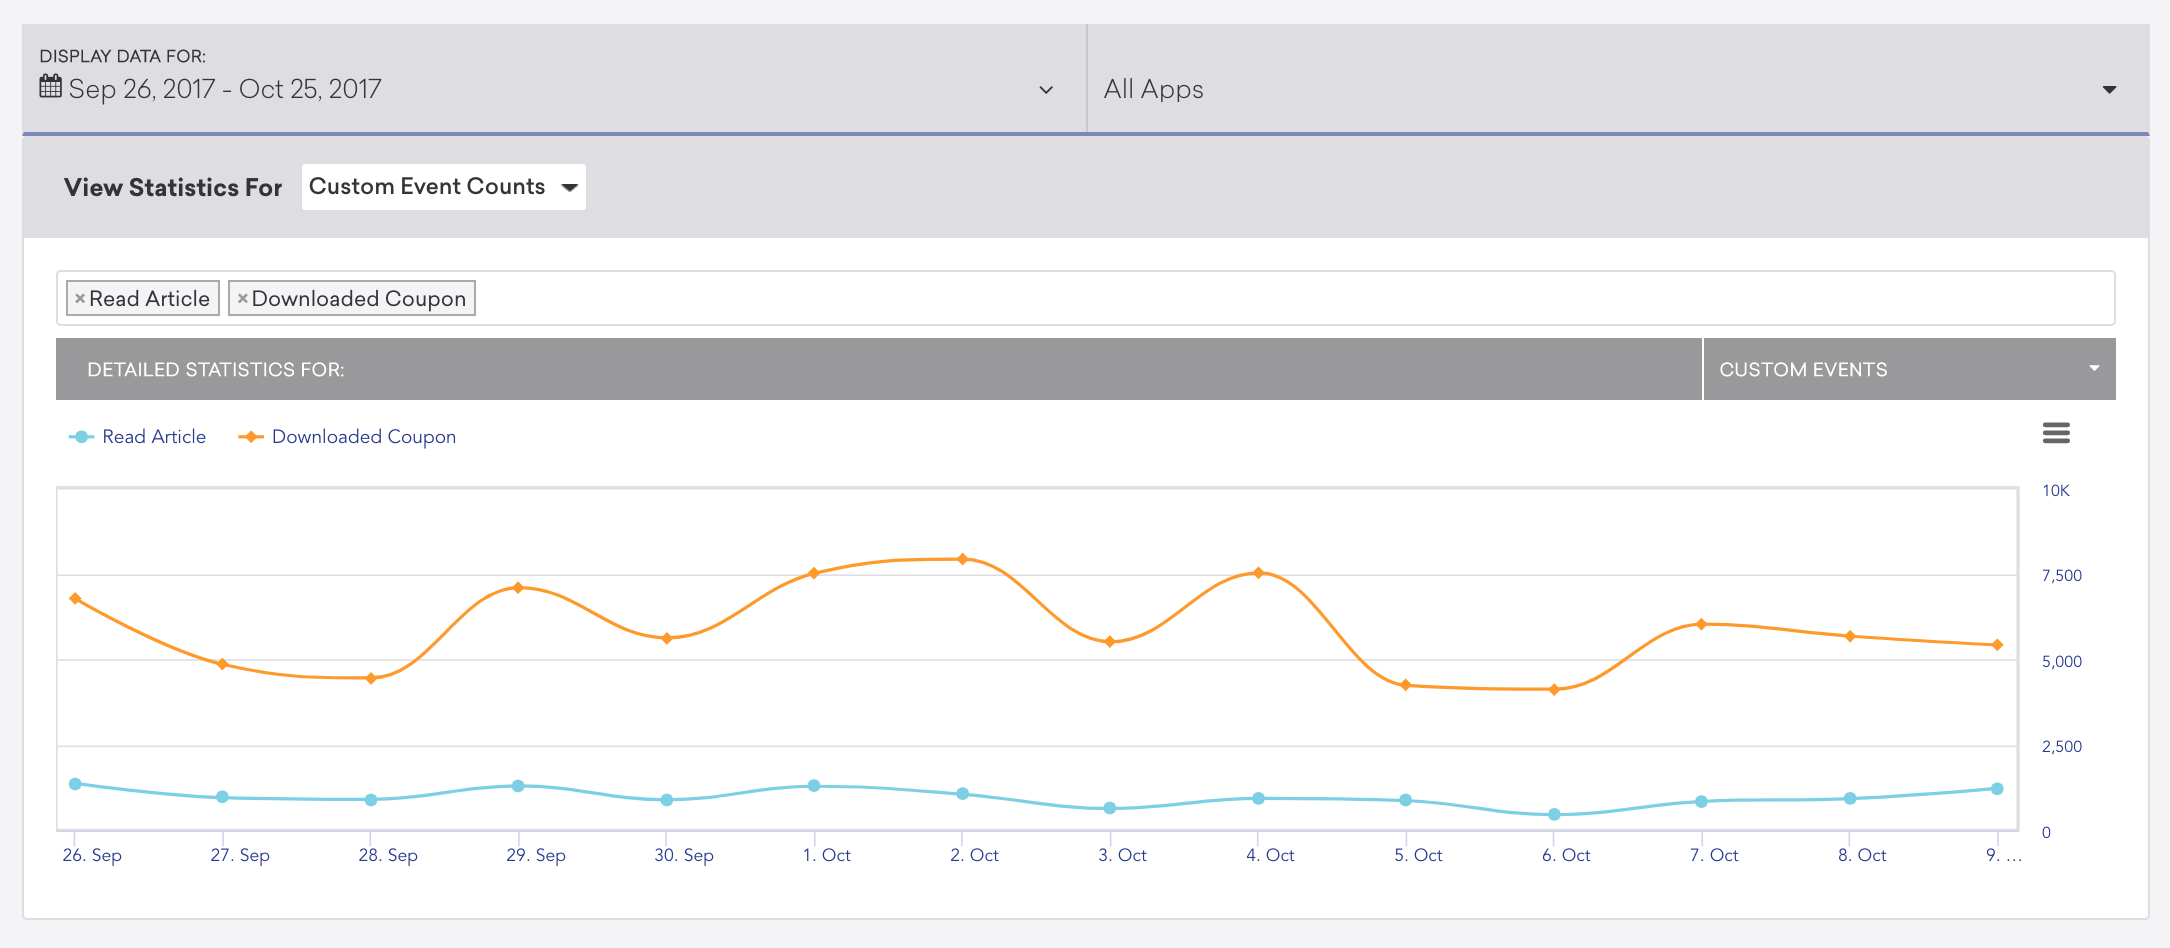 DISPLAY DATA FOR:
Sep 26, 2017 - Oct 25, 2017
All Apps
View Statistics For
Custom Event Counts
×Read Article
×Downloaded Coupon
DETAILED STATISTICS FOR:
CUSTOM EVENTS
Read Article
Downloaded Coupon
10K
7,500
5,000
2,500
0
26. Sep
27. Sep
28. Sep
29. Sep
30. Sep
1. Oct
2. Oct
3. Oct
4. Oct
5. Oct
6. Oct
7. Oct
8. Oct
9. …